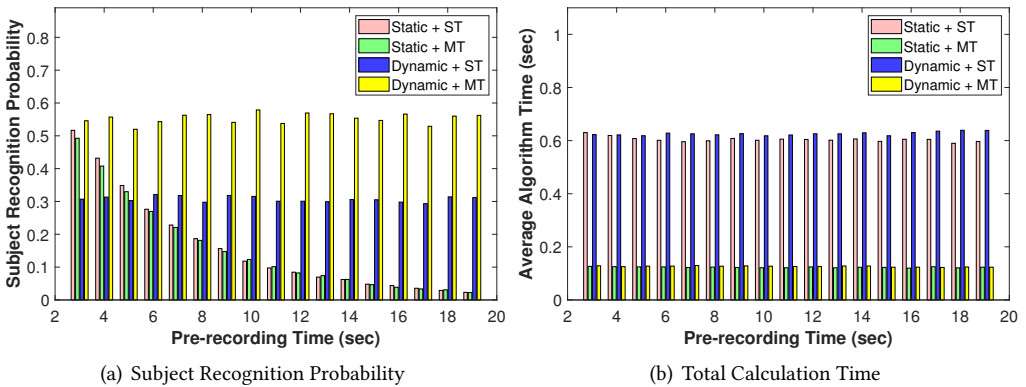 Subject Recognition Probability
0.8
0.7
0.6
0.5
0.4
0.3
0.2
0.1
0
2 4 6 8 10 12 14 16 18 20
Pre-recording Time (sec)
Static + ST
Static + MT
Dynamic + ST
Dynamic + MT
(a) Subject Recognition Probability
Average Algorithm Time (sec)
1
0.8
0.6
0.4
0.2
0
2 4 6 8 10 12 14 16 18 20
Pre-recording Time (sec)
Static + ST
Static + MT
Dynamic + ST
Dynamic + MT
(b) Total Calculation Time